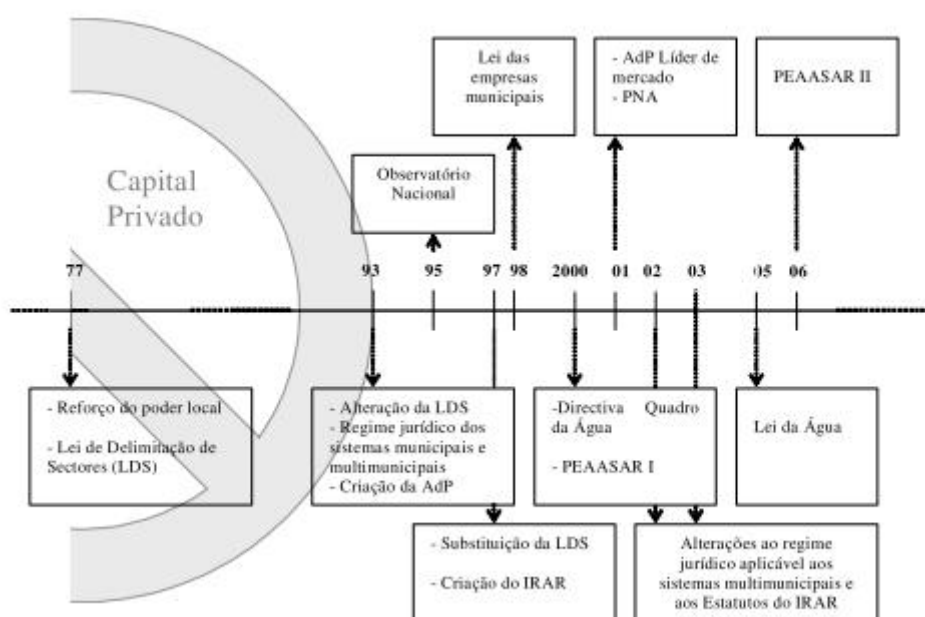 Lei das
empresas
municipais
- AdP Líder de
mercado
- PNA
PEAASAR II
Observatório
Nacional
Capital
Privado
77 93 95 97 98 2000 01 02 03 05 06
- Reforço do poder local
- Lei de Delimitação de
Sectores (LDS)
- Alteração da LDS
- Regime jurídico dos
sistemas municipais e
multimunicipais
- Criação da AdP
-Directiva Quadro
da Água
- PEAASAR I
Lei da Água
- Substituição da LDS
- Criação do IRAR
Alterações ao regime
jurídico aplicável aos
sistemas multimunicipais e
aos Estatutos do IRAR